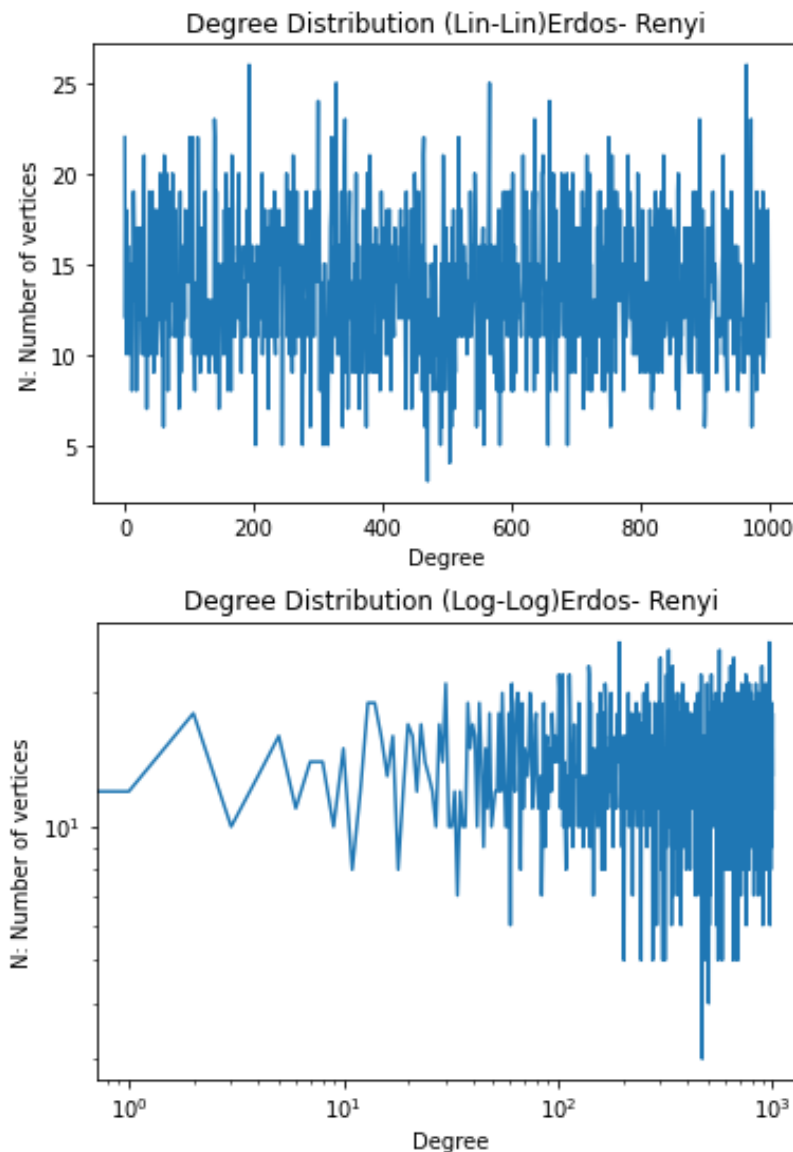 Degree Distribution (Lin-Lin)Erdos- Renyi
N: Number of vertices
25
20
15
10
5
0 200 400 600 800 1000
Degree
Degree Distribution (Log-Log)Erdos- Renyi
N: Number of vertices
10¹
10⁰ 10¹ 10² 10³
Degree